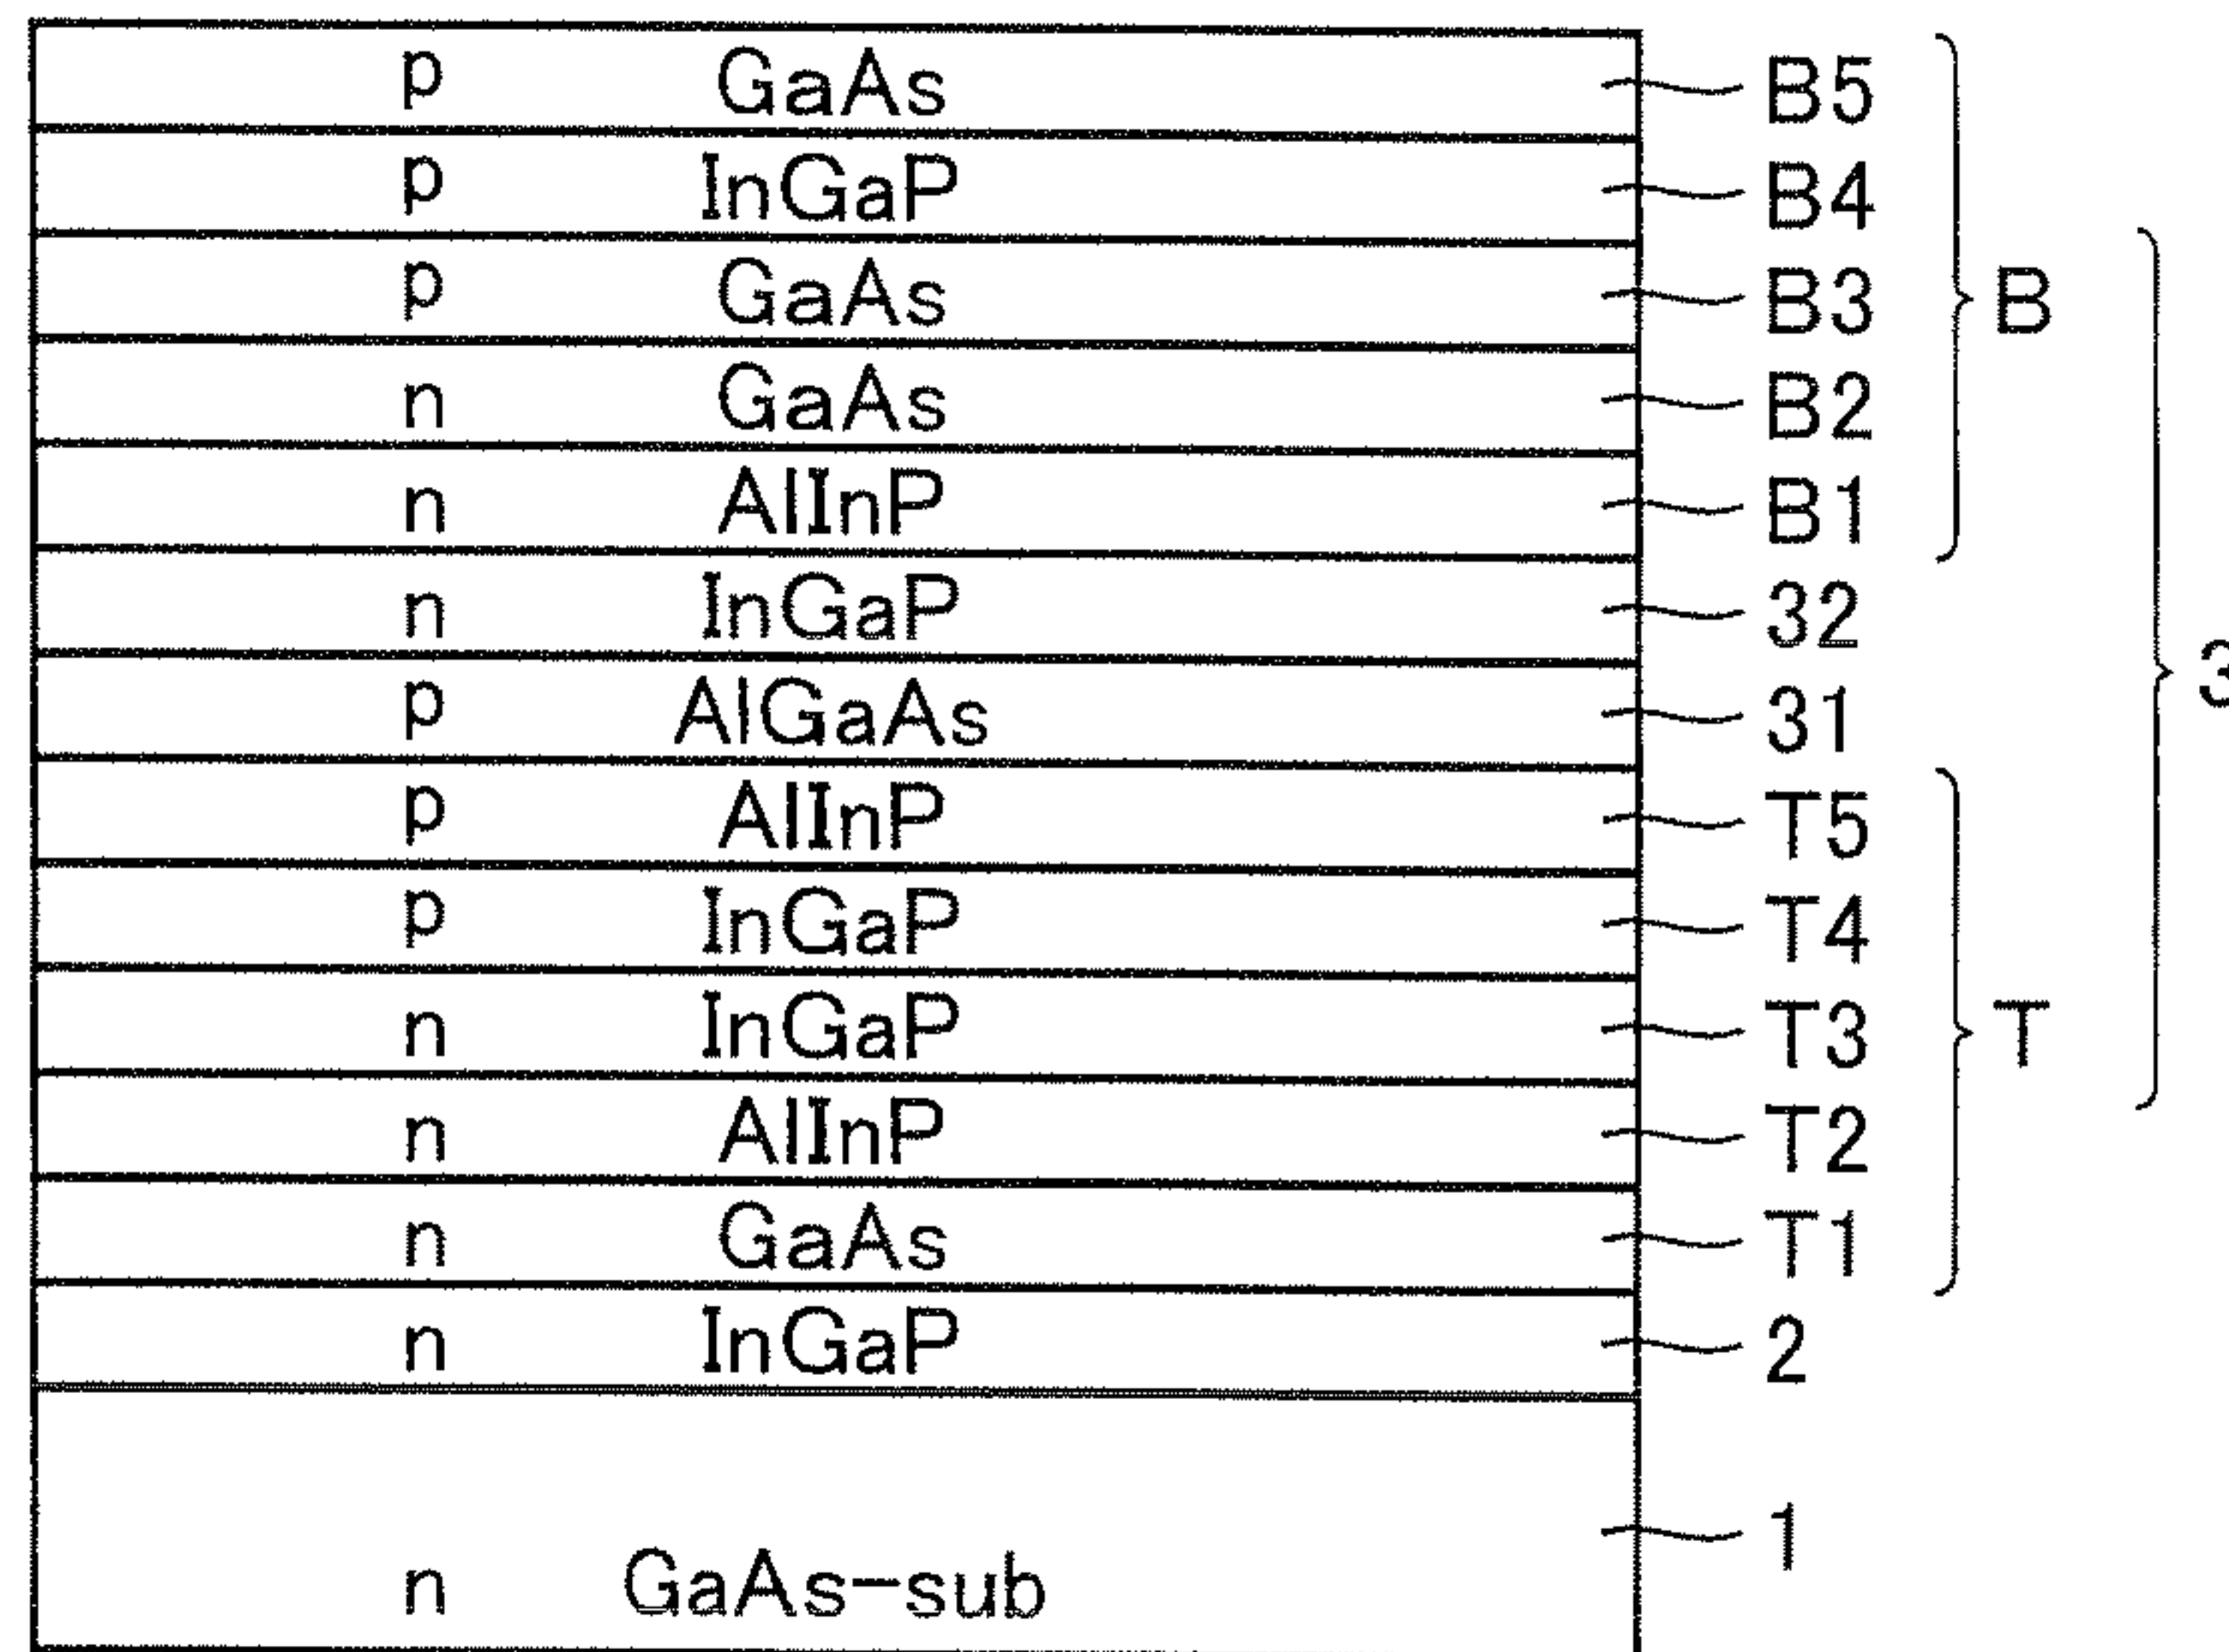 p GaAs B5
p InGaP B4
p GaAs B3
B
n GaAs B2
n AlInP B1
n InGaP 32
p AlGaAs 31
3
p AlInP T5
p InGaP T4
n InGaP T3
T
n AlInP T2
n GaAs T1
n InGaP 2
1
n GaAs-sub